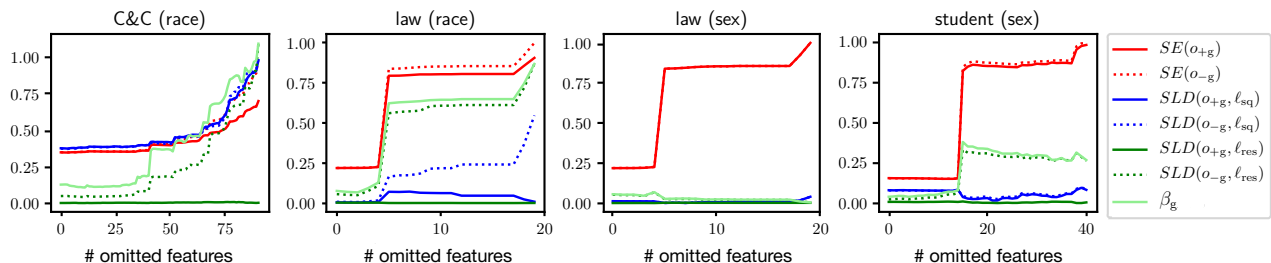 C&C (race)
1.00
0.75
0.50
0.25
0.00
0
25
50
75
# omitted features
law (race)
1.00
0.75
0.50
0.25
0.00
0
10
20
# omitted features
law (sex)
1.00
0.75
0.50
0.25
0.00
0
10
20
# omitted features
student (sex)
1.00
0.75
0.50
0.25
0.00
0
20
40
# omitted features
SE(o₊g)
SE(o₋g)
SLD(o₊g, ℓsq)
SLD(o₋g, ℓsq)
SLD(o₊g, ℓres)
SLD(o₋g, ℓres)
βg